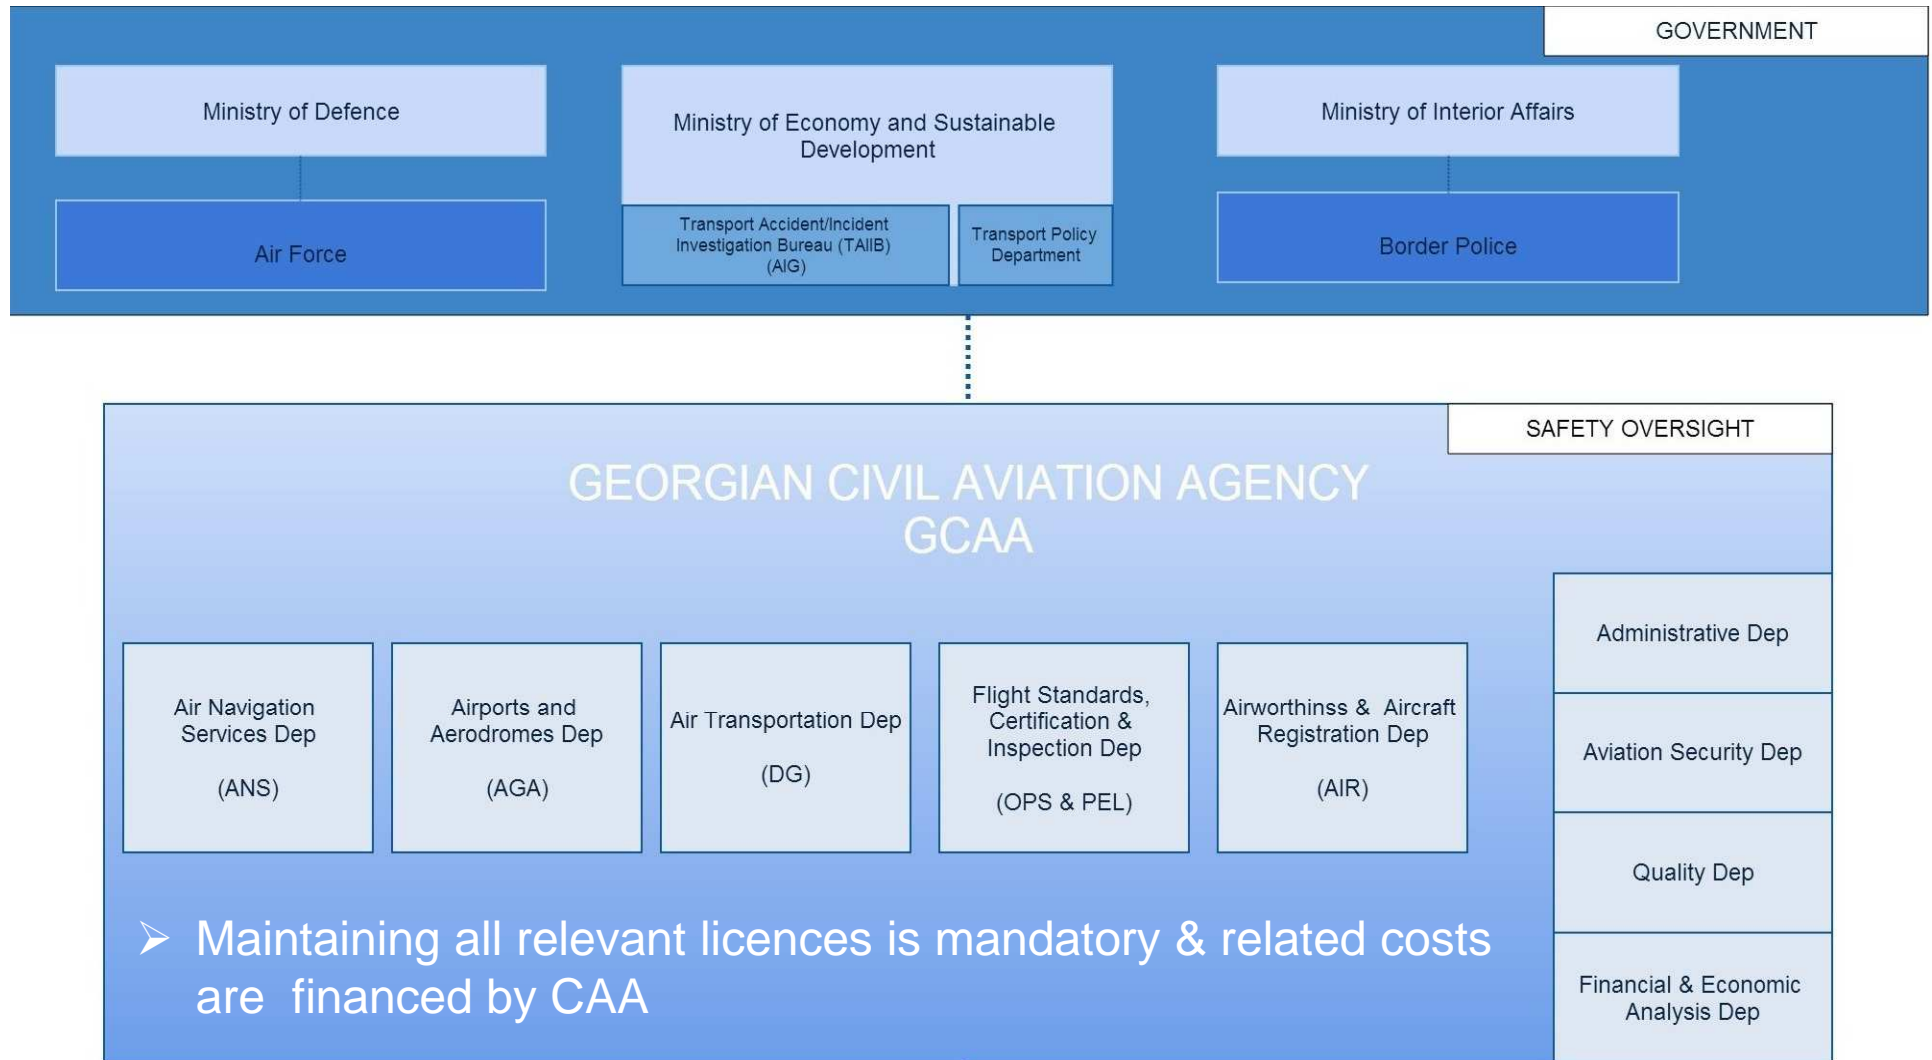 GOVERNMENT
Ministry of Defence
Air Force
Ministry of Economy and Sustainable
Development
Transport Accident/Incident
Investigation Bureau (TAIIB)
(AIG)
Transport Policy
Department
Ministry of Interior Affairs
Border Police
SAFETY OVERSIGHT
GEORGIAN CIVIL AVIATION AGENCY
GCAA
Air Navigation
Services Dep
(ANS)
Airports and
Aerodromes Dep
(AGA)
Air Transportation Dep
(DG)
Flight Standards,
Certification &
Inspection Dep
(OPS & PEL)
Airworthinss & Aircraft
Registration Dep
(AIR)
Administrative Dep
Aviation Security Dep
Quality Dep
Financial & Economic
Analysis Dep
➢ Maintaining all relevant licences is mandatory & related costs
are financed by CAA